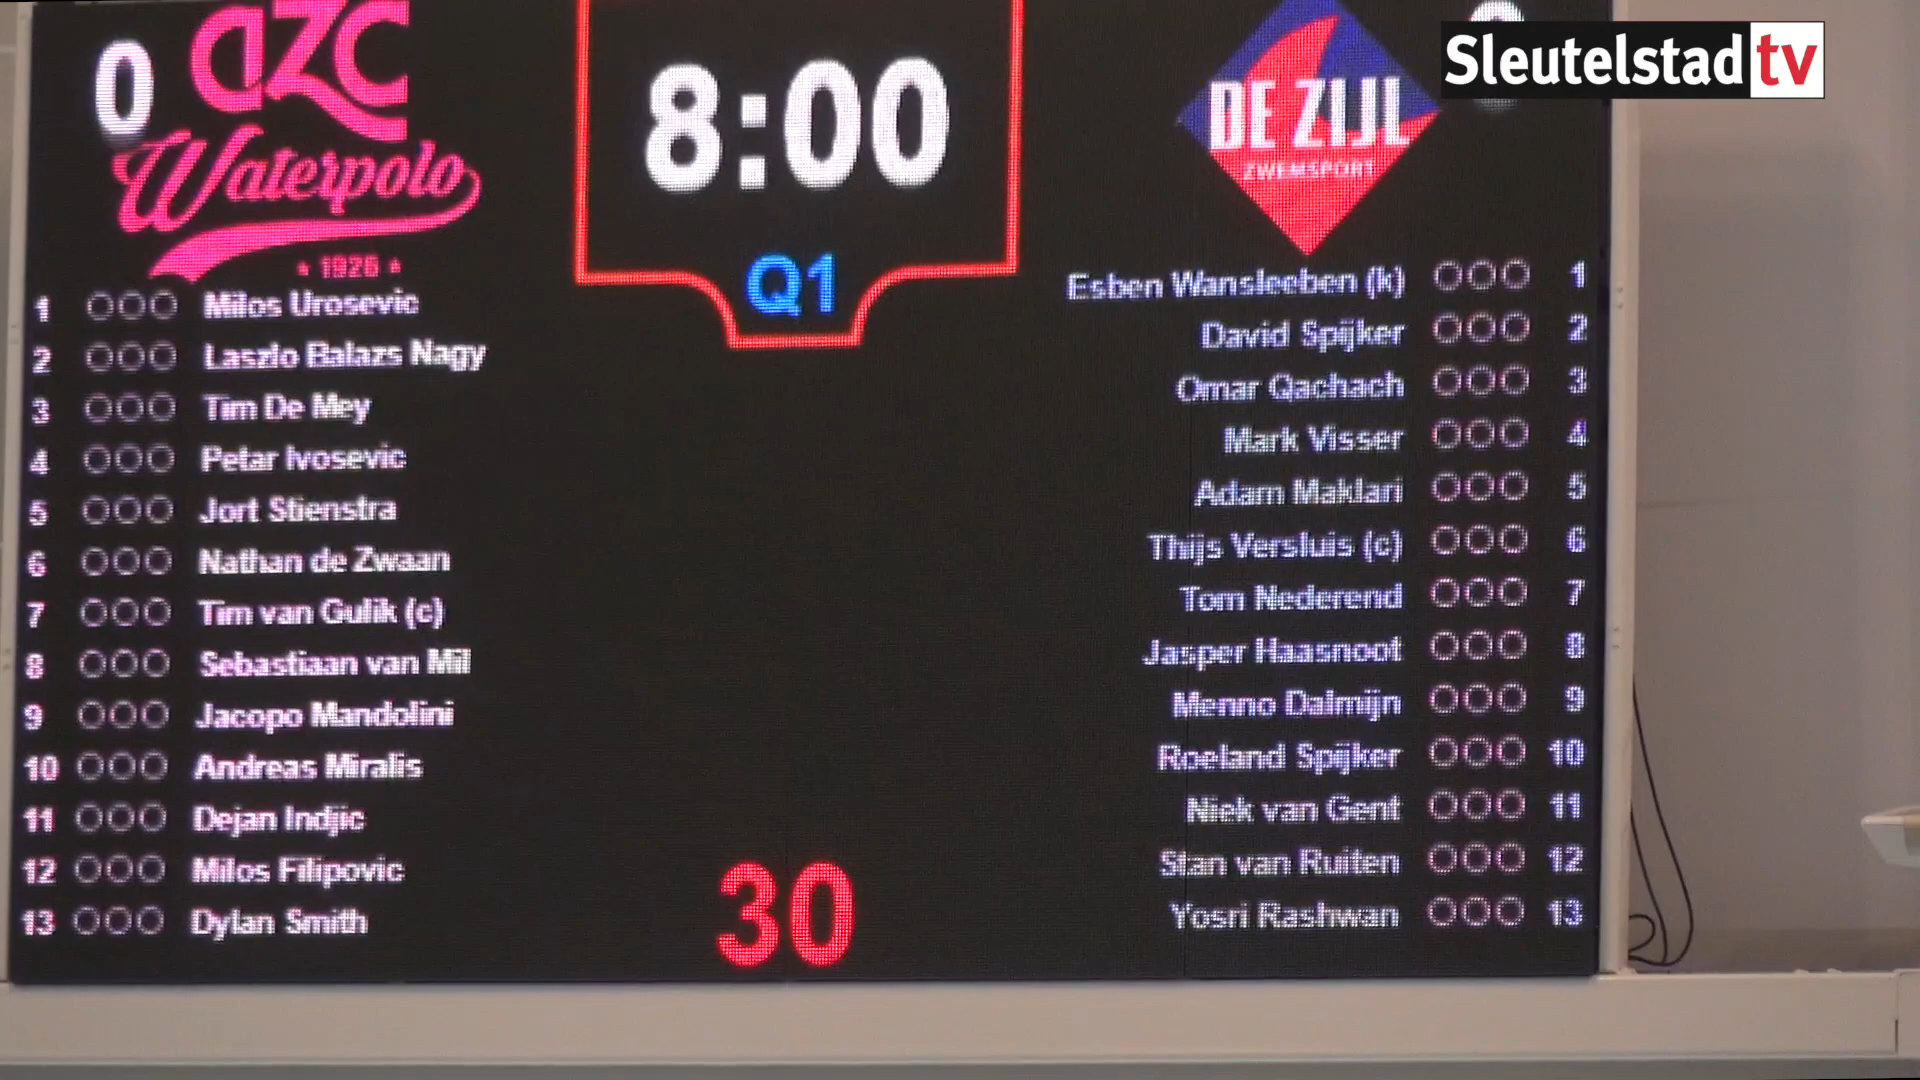 0
azc
Waterpolo
★ 1926 ★
8:00
Q1
DE ZIJL
ZWEMSPORT
Sleutelstad tv
1 Milos Urosevic
2 Laszlo Balazs Nagy
3 Tim De Mey
4 Petar Ivosevic
5 Jort Stienstra
6 Nathan de Zwaan
7 Tim van Gulik (c)
8 Sebastiaan van Mil
9 Jacopo Mandolini
10 Andreas Miralis
11 Dejan Indjic
12 Milos Filipovic
13 Dylan Smith
Esben Wansleeben (k) 1
David Spijker 2
Omar Qachach 3
Mark Visser 4
Adam Maklari 5
Thijs Versluis (c) 6
Tom Nederend 7
Jasper Haasnoot 8
Menno Dalmijn 9
Roeland Spijker 10
Niek van Gent 11
Stan van Ruiten 12
Yosri Rashwan 13
30